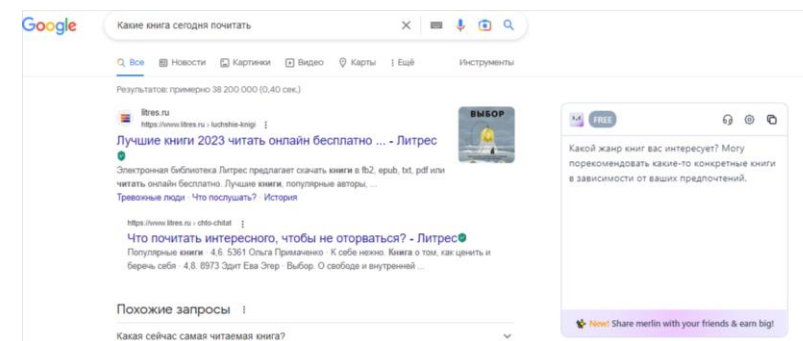 Google
Какие книга сегодня почитать
Все Новости Картинки Видео Карты Ещё Инструменты
Результатов: примерно 38 200 000 (0,40 сек.)
litres.ru
https://www.litres.ru › luchshie-knigi
Лучшие книги 2023 читать онлайн бесплатно ... - Литрес
Электронная библиотека Литрес предлагает скачать книги в fb2, epub, txt, pdf или
читать онлайн бесплатно. Лучшие книги, популярные авторы, ...
Тревожные люди · Что послушать? · История
ВЫБОР
https://www.litres.ru › chto-chitat
Что почитать интересного, чтобы не оторваться? - Литрес
Популярные книги · 4,6. 5361 Ольга Примаченко · К себе нежно. Книга о том, как ценить и
беречь себя · 4,8. 8973 Эдит Ева Эгер · Выбор. О свободе и внутренней ...
Похожие запросы
Какая сейчас самая читаемая книга?
FREE
Какой жанр книг вас интересует? Могу
порекомендовать какие-то конкретные книги
в зависимости от ваших предпочтений.
New! Share merlin with your friends & earn big!